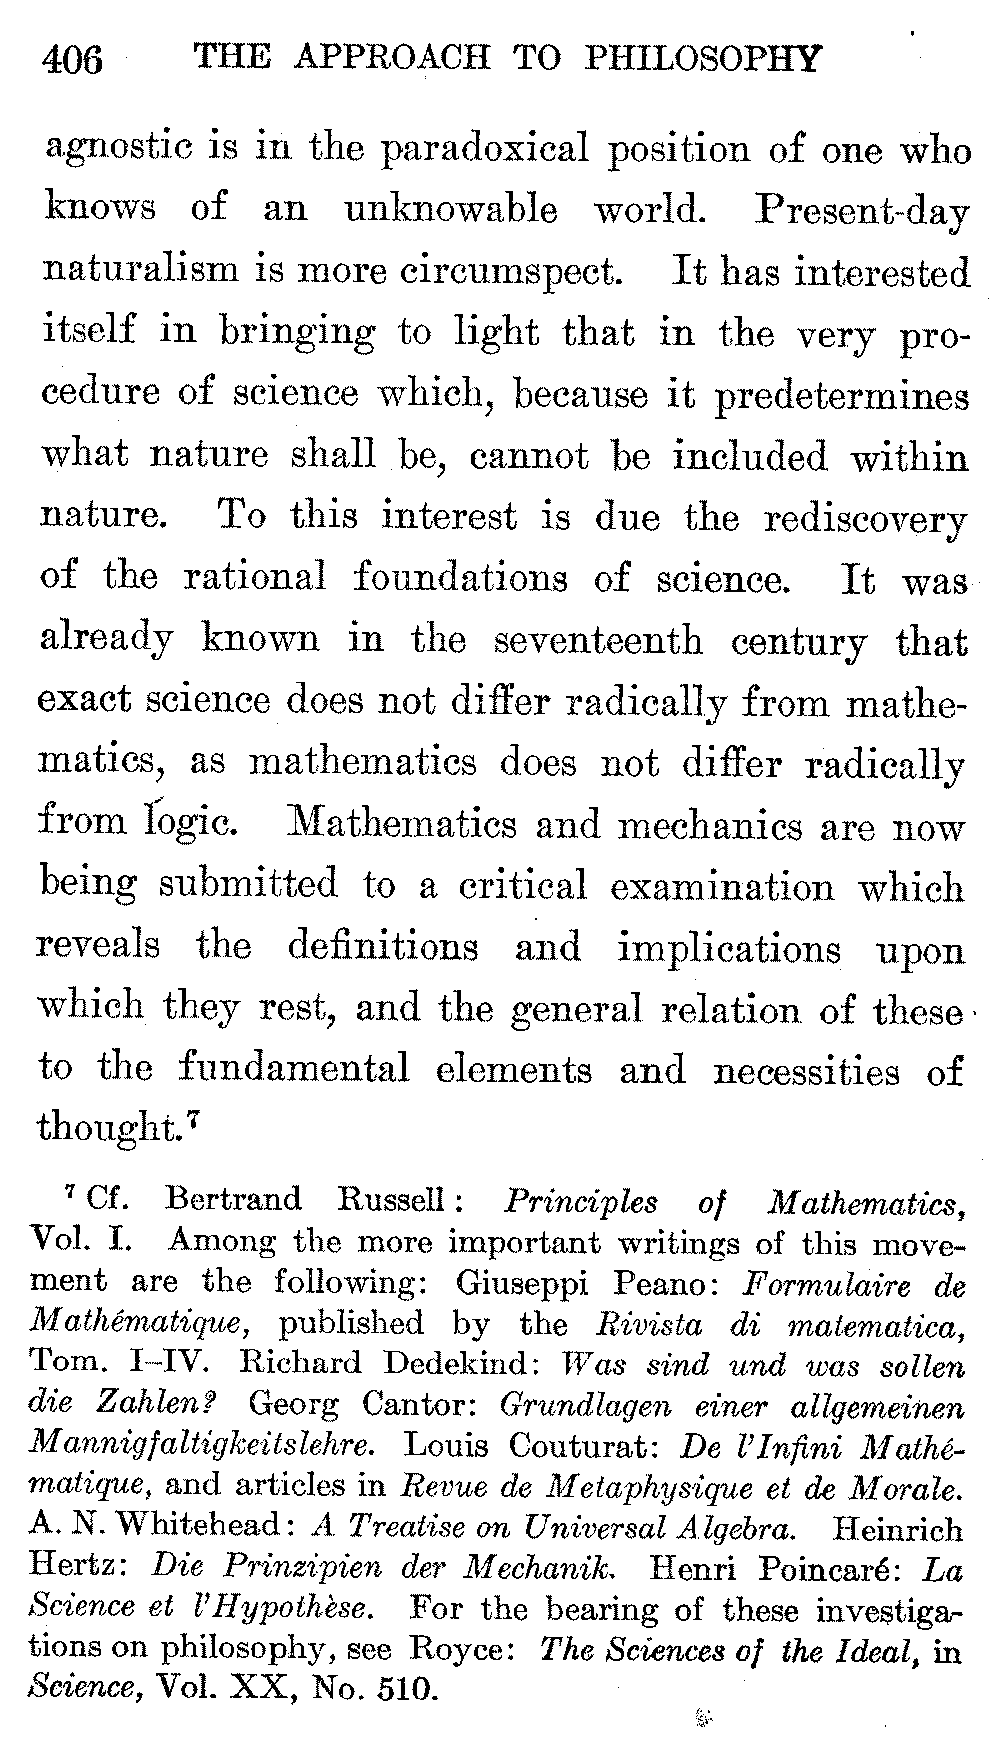 406 THE APPROACH TO PHILOSOPHY
agnostic is in the paradoxical position of one who
knows of an unknowable world. Present-day
naturalism is more circumspect. It has interested
itself in bringing to light that in the very pro-
cedure of science which, because it predetermines
what nature shall be, cannot be included within
nature. To this interest is due the rediscovery
of the rational foundations of science. It was
already known in the seventeenth century that
exact science does not differ radically from mathe-
matics, as mathematics does not differ radically
from logic. Mathematics and mechanics are now
being submitted to a critical examination which
reveals the definitions and implications upon
which they rest, and the general relation of these
to the fundamental elements and necessities of
thought.⁷
⁷ Cf. Bertrand Russell: Principles of Mathematics,
Vol. I. Among the more important writings of this move-
ment are the following: Giuseppi Peano: Formulaire de
Mathématique, published by the Rivista di matematica,
Tom. I–IV. Richard Dedekind: Was sind und was sollen
die Zahlen? Georg Cantor: Grundlagen einer allgemeinen
Mannigfaltigkeitslehre. Louis Couturat: De l'Infini Mathé-
matique, and articles in Revue de Metaphysique et de Morale.
A. N. Whitehead: A Treatise on Universal Algebra. Heinrich
Hertz: Die Prinzipien der Mechanik. Henri Poincaré: La
Science et l'Hypothèse. For the bearing of these investiga-
tions on philosophy, see Royce: The Sciences of the Ideal, in
Science, Vol. XX, No. 510.